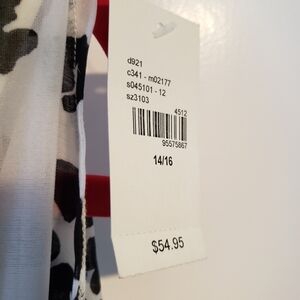 d921
c341 - m02177
s045101 - 12
sz3103
4512
95575867
14/16
$54.95